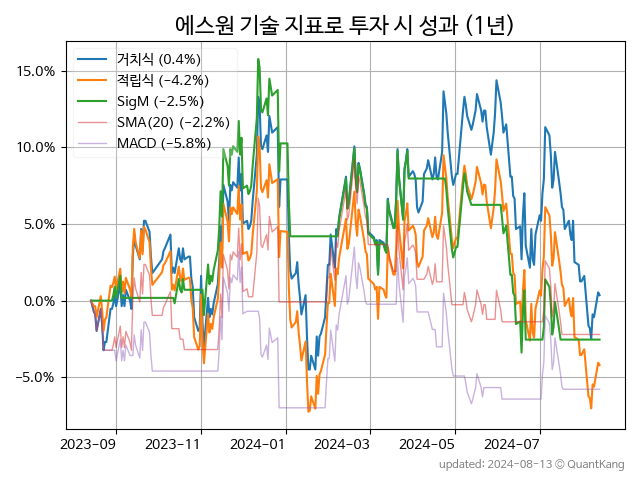 에스원 기술 지표로 투자 시 성과 (1년)
거치식 (0.4%)
적립식 (−4.2%)
SigM (−2.5%)
SMA(20) (−2.2%)
MACD (−5.8%)
15.0%
10.0%
5.0%
0.0%
−5.0%
2023−09 2023−11 2024−01 2024−03 2024−05 2024−07
updated: 2024−08−13 © QuantKang